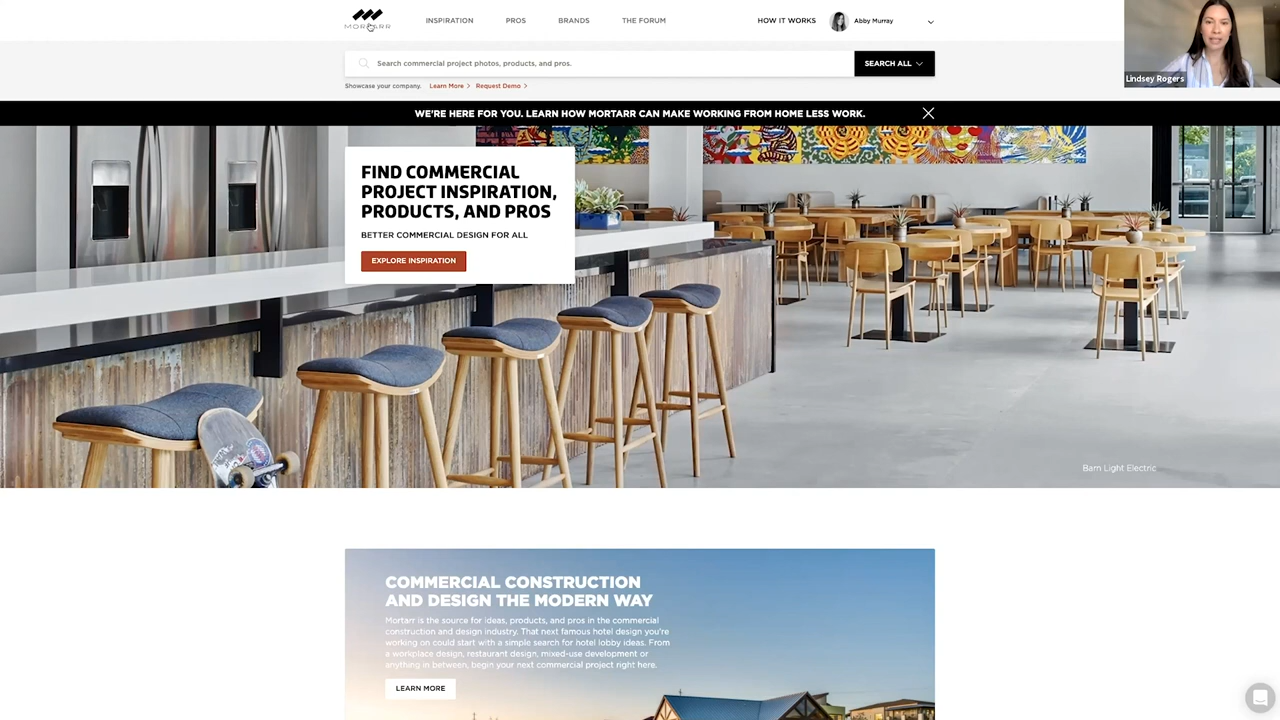 MORTARR
INSPIRATION
PROS
BRANDS
THE FORUM
HOW IT WORKS
Abby Murray
Lindsey Rogers
Search commercial project photos, products, and pros.
SEARCH ALL
Showcase your company. Learn More Request Demo
WE'RE HERE FOR YOU. LEARN HOW MORTARR CAN MAKE WORKING FROM HOME LESS WORK.
FIND COMMERCIAL
PROJECT INSPIRATION,
PRODUCTS, AND PROS
BETTER COMMERCIAL DESIGN FOR ALL
EXPLORE INSPIRATION
Barn Light Electric
COMMERCIAL CONSTRUCTION
AND DESIGN THE MODERN WAY
Mortarr is the source for ideas, products, and pros in the commercial
construction and design industry. That next famous hotel design you're
working on could start with a simple search for hotel lobby ideas. From
a workplace design, restaurant design, mixed-use development or
anything in between, begin your next commercial project right here.
LEARN MORE